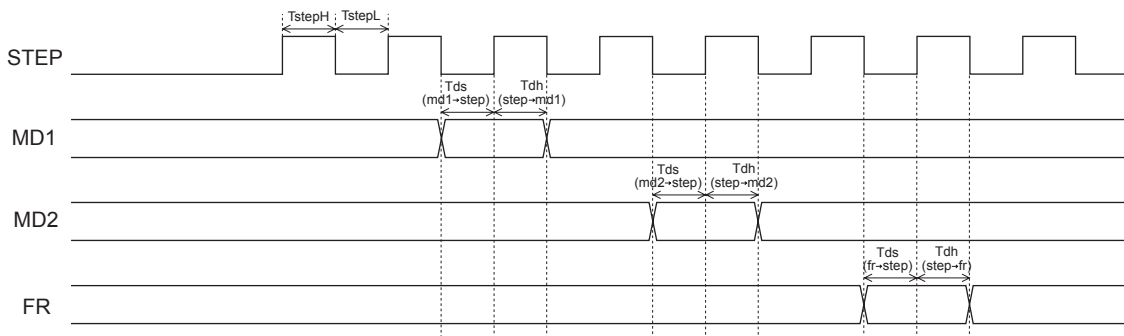 TstepH TstepL
STEP
Tds Tdh
(md1→step) (step→md1)
MD1
Tds Tdh
(md2→step) (step→md2)
MD2
Tds Tdh
(fr→step) (step→fr)
FR